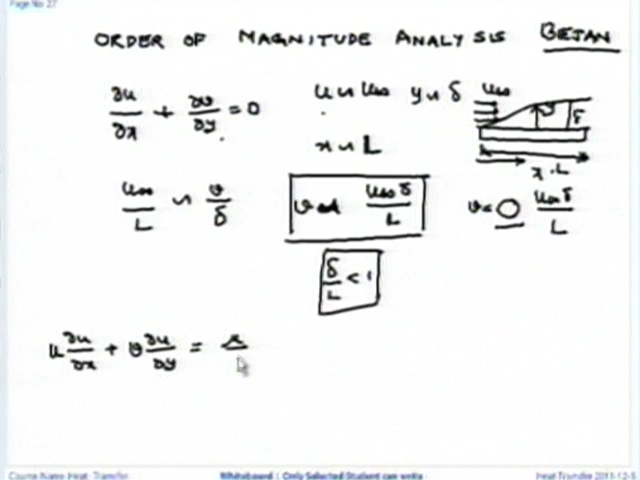 Page No 27
ORDER OF MAGNITUDE ANALYSIS BEJAN
∂u/∂x + ∂v/∂y = 0
u ~ u∞ y ~ δ u∞
x ~ L
δ
x L
u∞/L ~ v/δ
v ~ u∞δ/L
v = ○ u∞δ/L
δ/L < 1
u ∂u/∂x + v ∂u/∂y =
Course Name: Heat Transfer
Whiteboard : Only Selected Student can write